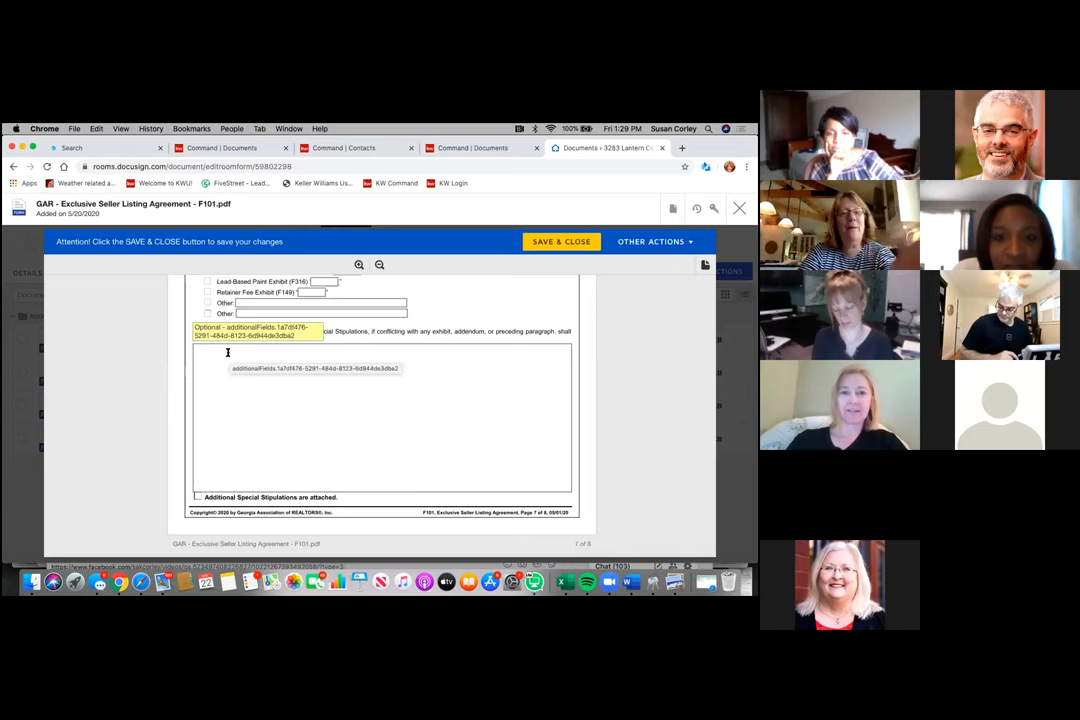 Chrome File Edit View History Bookmarks People Tab Window Help 100% Fri 1:29 PM Susan Corley
Search Command | Documents Command | Contacts Command | Documents Documents › 3283 Lantern Co
rooms.docusign.com/document/editroomform/59802298
Apps Weather related a... Welcome to KWU! FiveStreet - Lead... Keller Williams Us... KW Command KW Login
GAR - Exclusive Seller Listing Agreement - F101.pdf
Added on 5/20/2020
FORM
Attention! Click the SAVE & CLOSE button to save your changes SAVE & CLOSE OTHER ACTIONS
DETAILS
Lead-Based Paint Exhibit (F316) " "
Retainer Fee Exhibit (F149) " "
Other:
Other:
Optional - additionalFields.1a7df476-
5291-484d-8123-6d944de3dba2
cial Stipulations, if conflicting with any exhibit, addendum, or preceding paragraph, shall
additionalFields.1a7df476-5291-484d-8123-6d944de3dba2
Additional Special Stipulations are attached.
Copyright© 2020 by Georgia Association of REALTORS®, Inc. F101, Exclusive Seller Listing Agreement, Page 7 of 8, 05/01/20
GAR - Exclusive Seller Listing Agreement - F101.pdf 7 of 8
Chat (103)